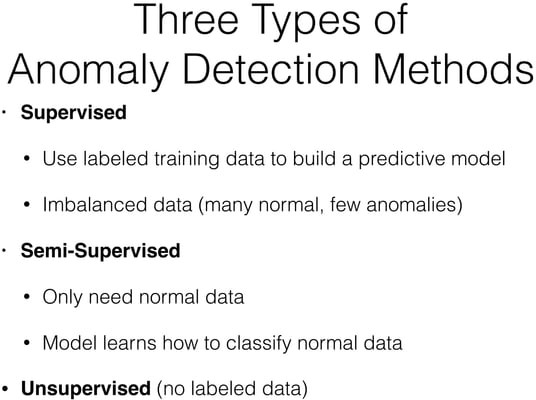 Three Types of
Anomaly Detection Methods
• Supervised
• Use labeled training data to build a predictive model
• Imbalanced data (many normal, few anomalies)
• Semi-Supervised
• Only need normal data
• Model learns how to classify normal data
• Unsupervised (no labeled data)